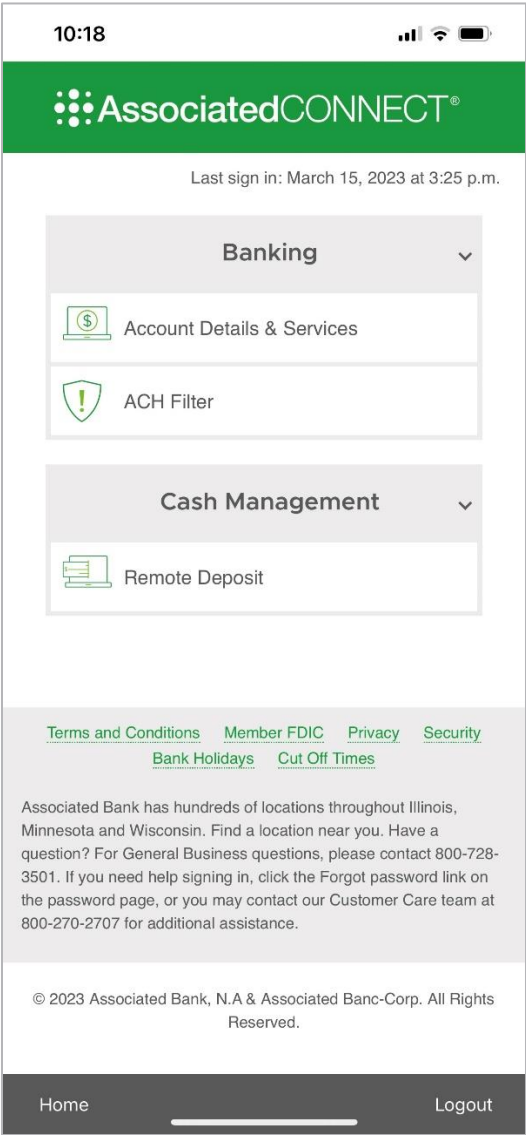 10:18
AssociatedCONNECT®
Last sign in: March 15, 2023 at 3:25 p.m.
Banking
$
Account Details & Services
!
ACH Filter
Cash Management
Remote Deposit
Terms and Conditions Member FDIC Privacy Security
Bank Holidays Cut Off Times
Associated Bank has hundreds of locations throughout Illinois,
Minnesota and Wisconsin. Find a location near you. Have a
question? For General Business questions, please contact 800-728-
3501. If you need help signing in, click the Forgot password link on
the password page, or you may contact our Customer Care team at
800-270-2707 for additional assistance.
© 2023 Associated Bank, N.A & Associated Banc-Corp. All Rights
Reserved.
Home Logout